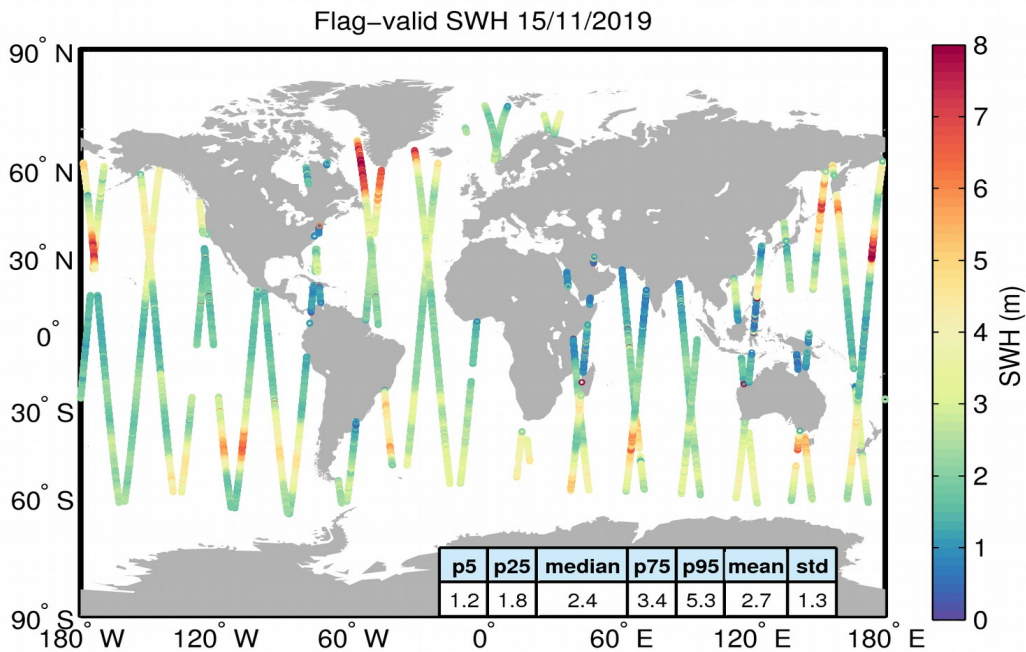 Flag-valid SWH 15/11/2019
90° N
60° N
30° N
0°
30° S
60° S
90° S
180° W
120° W
60° W
0°
60° E
120° E
180° E
p5 p25 median p75 p95 mean std
1.2 1.8 2.4 3.4 5.3 2.7 1.3
8
7
6
5
4
3
2
1
0
SWH (m)